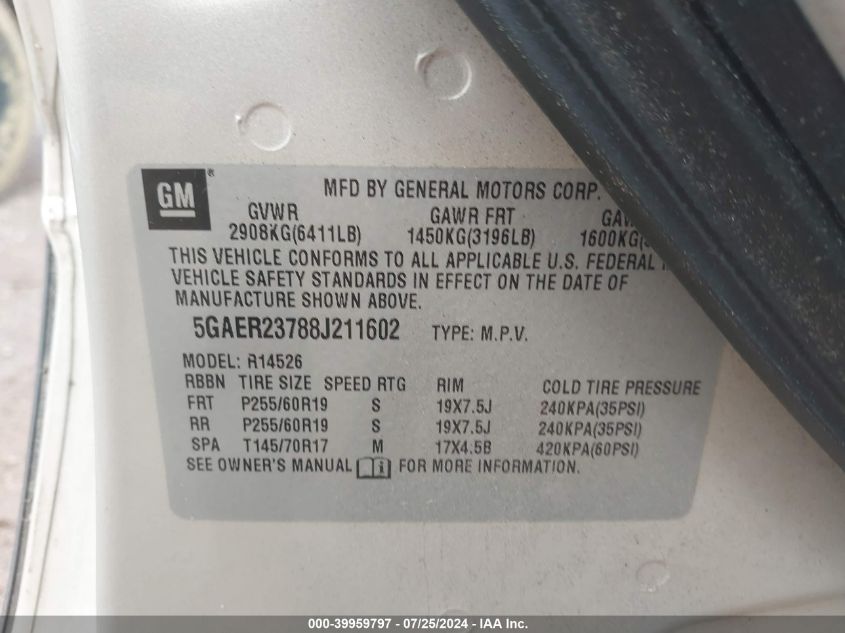 GM ® MFD BY GENERAL MOTORS CORP.
GVWR GAWR FRT
2908KG(6411LB) 1450KG(3196LB) 1600KG(
THIS VEHICLE CONFORMS TO ALL APPLICABLE U.S. FEDERAL
VEHICLE SAFETY STANDARDS IN EFFECT ON THE DATE OF
MANUFACTURE SHOWN ABOVE.
5GAER23788J211602 TYPE: M.P.V.
MODEL: R14526
RBBN TIRE SIZE SPEED RTG RIM COLD TIRE PRESSURE
FRT P255/60R19 S 19X7.5J 240KPA(35PSI)
RR P255/60R19 S 19X7.5J 240KPA(35PSI)
SPA T145/70R17 M 17X4.5B 420KPA(60PSI)
SEE OWNER'S MANUAL i FOR MORE INFORMATION.
000-39959797 - 07/25/2024 - IAA Inc.